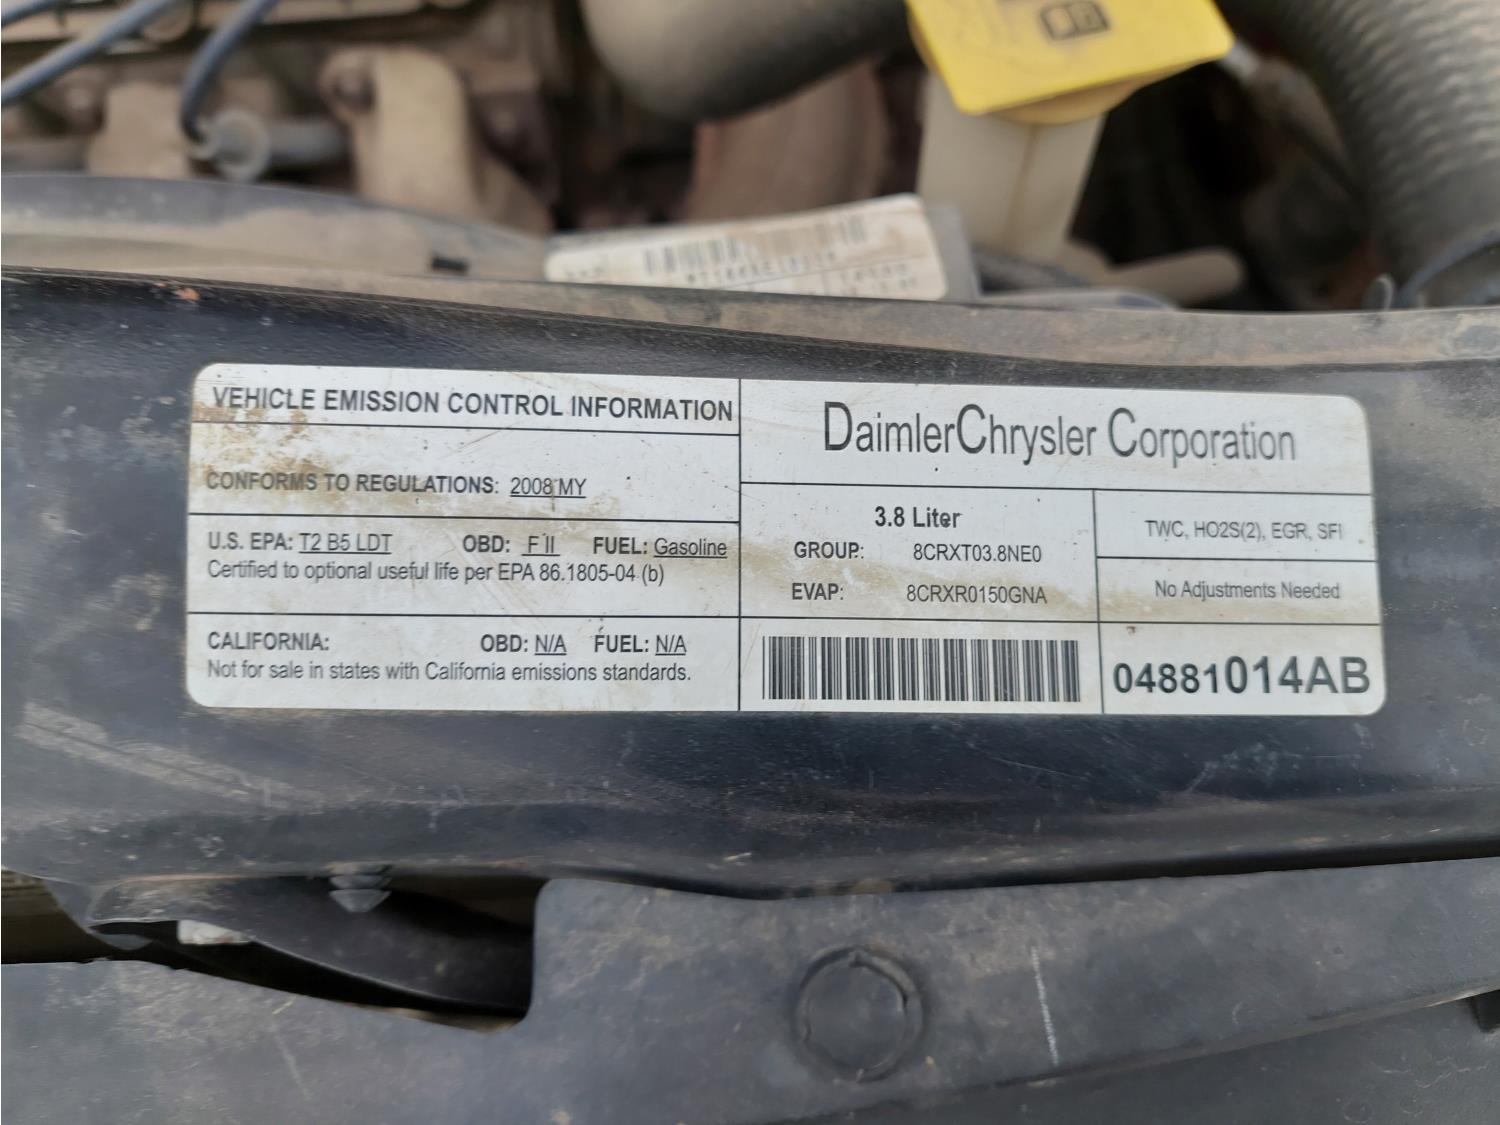 VEHICLE EMISSION CONTROL INFORMATION
CONFORMS TO REGULATIONS: 2008 MY
U.S. EPA: T2 B5 LDT OBD: F II FUEL: Gasoline
Certified to optional useful life per EPA 86.1805-04 (b)
CALIFORNIA: OBD: N/A FUEL: N/A
Not for sale in states with California emissions standards.
DaimlerChrysler Corporation
3.8 Liter
GROUP: 8CRXT03.8NE0
EVAP: 8CRXR0150GNA
TWC, HO2S(2), EGR, SFI
No Adjustments Needed
04881014AB